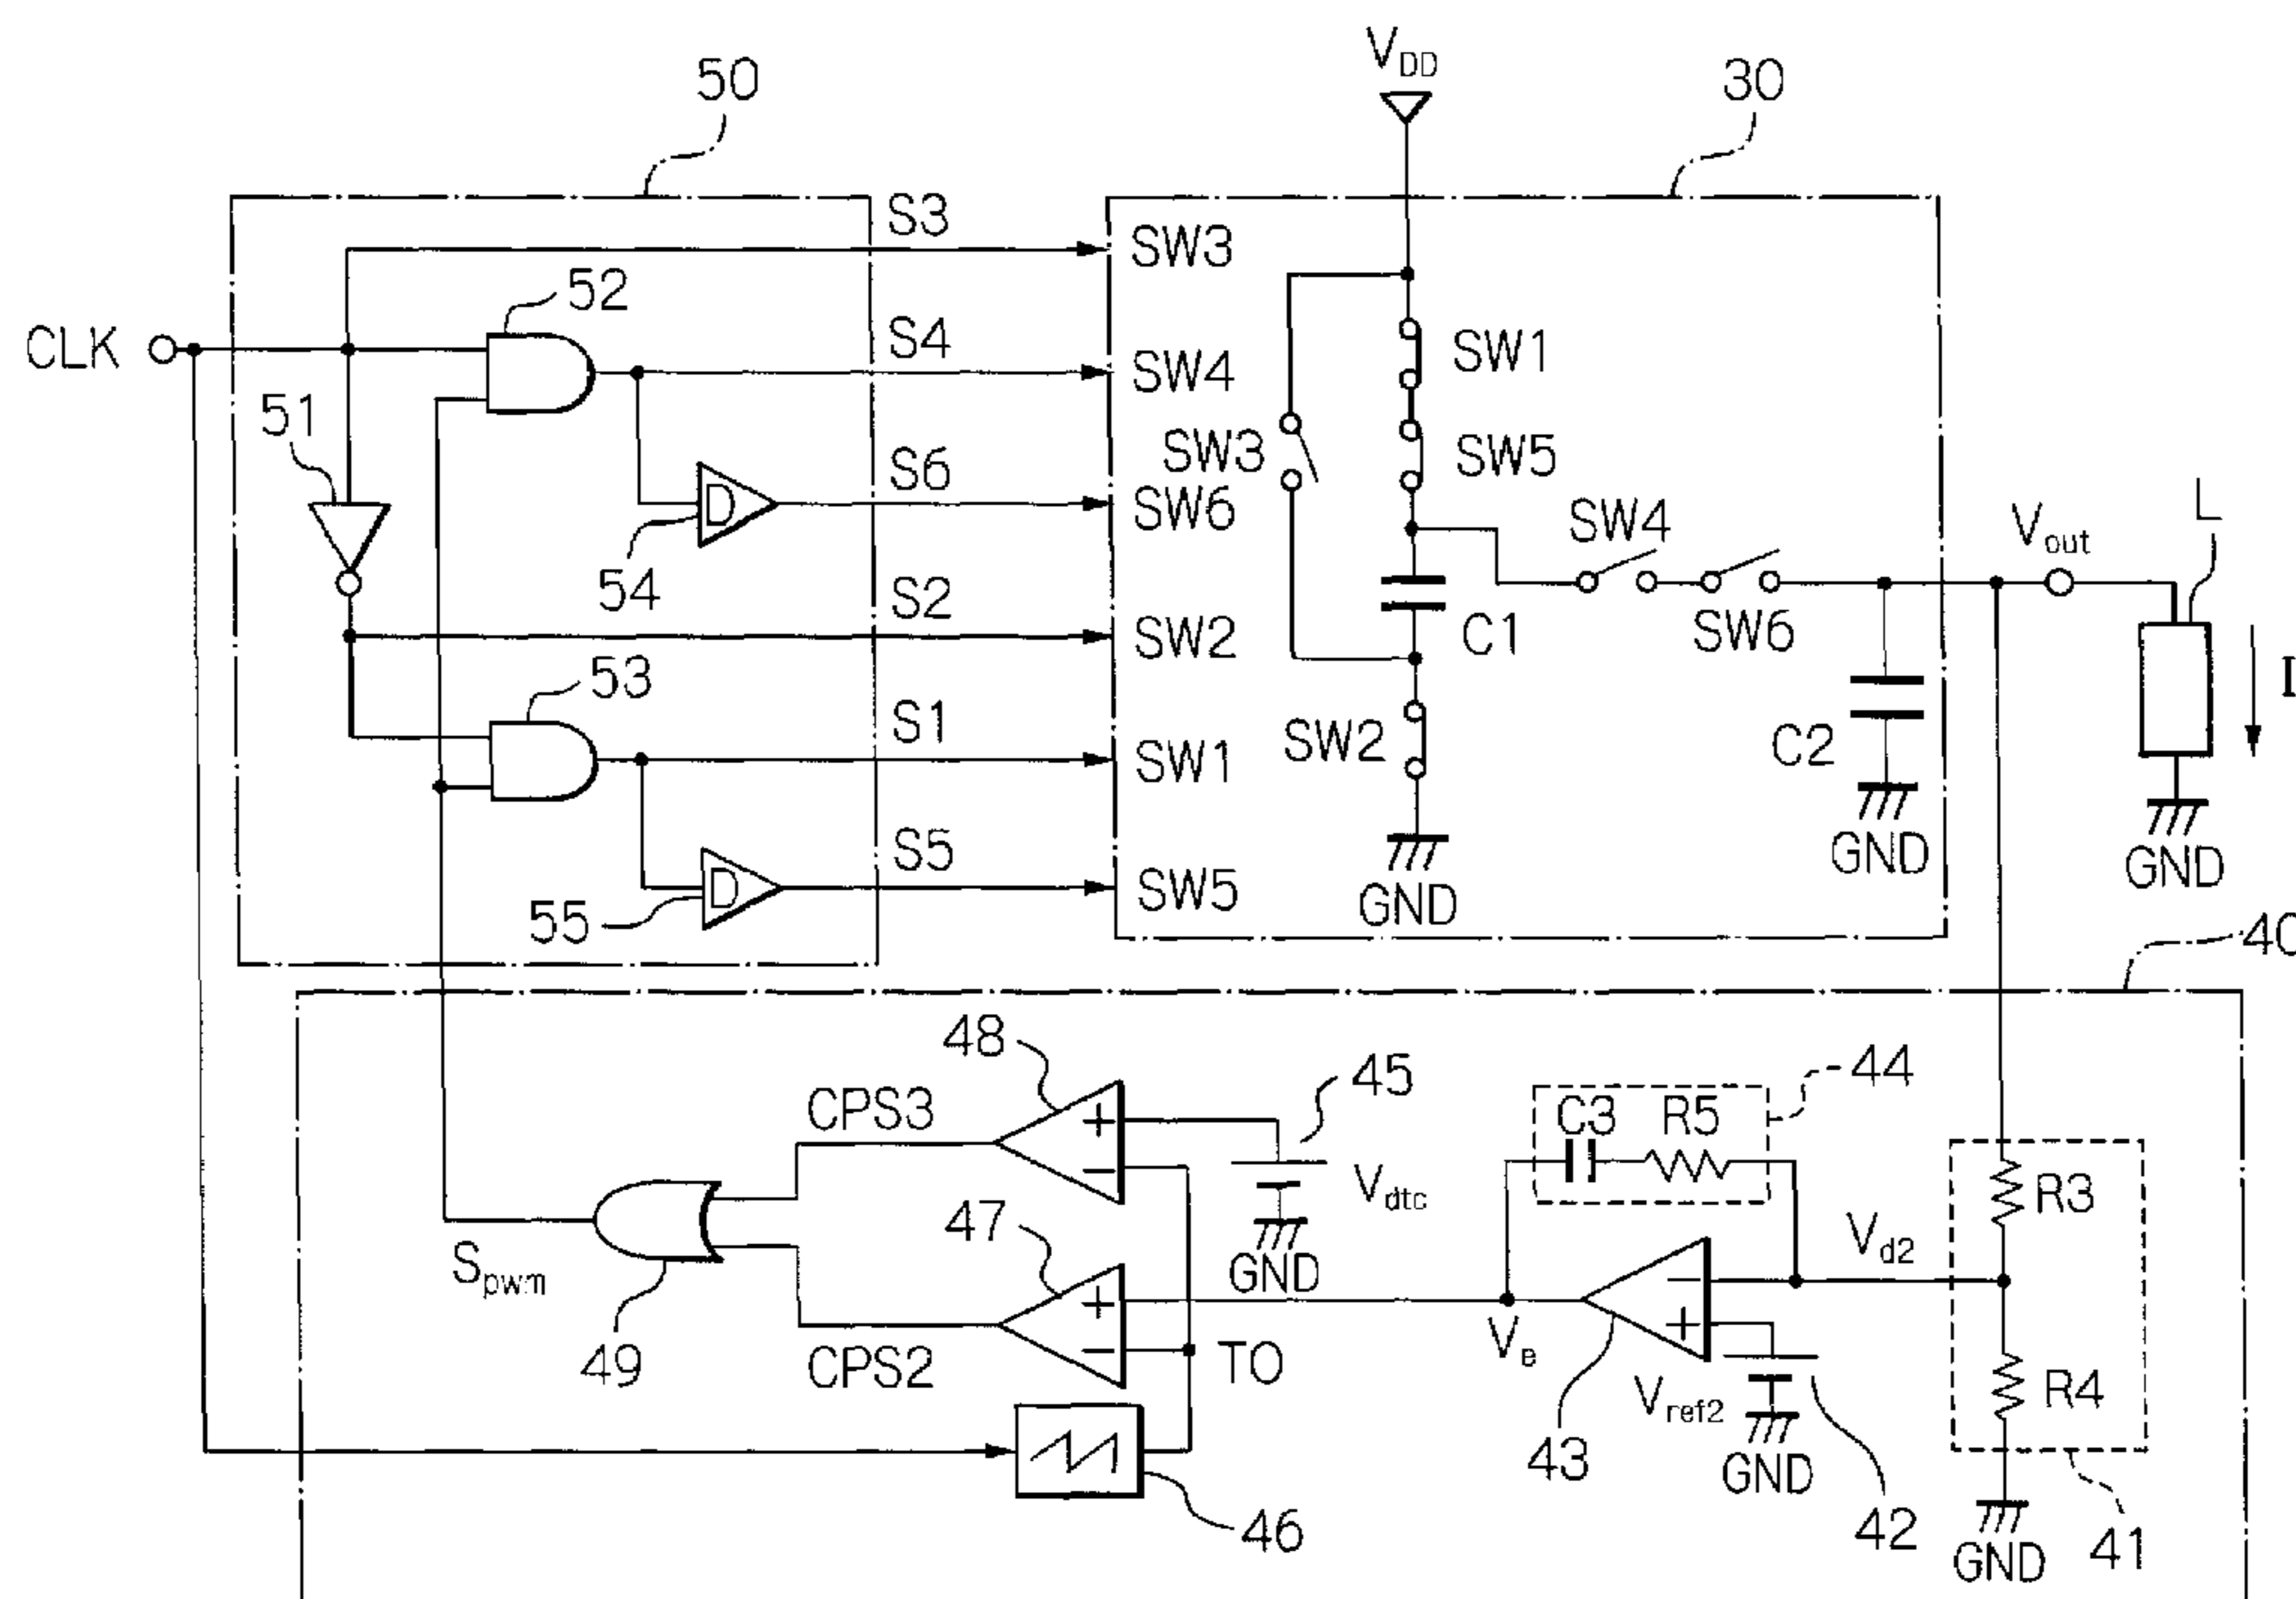 V_DD
50
30
S3
SW3
52
S4
CLK
SW1
SW4
51
SW3
SW5
S6
SW6
SW4
V_out
L
D
54
S2
C1
SW6
SW2
I
53
S1
SW2
C2
SW1
S5
GND
GND
D
SW5
GND
55
40
48
45
44
CPS3
C3
R5
+
−
V_dtc
R3
47
V_d2
GND
S_pwm
+
−
−
+
V_e
49
CPS2
TO
V_ref2
R4
43
GND
46
42
GND
41